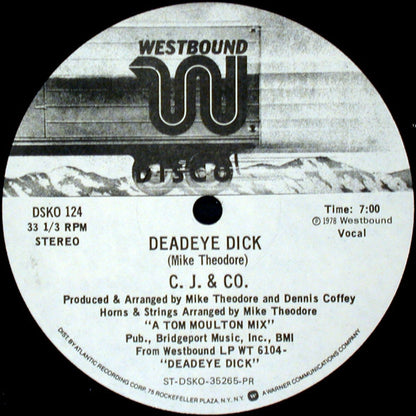 WESTBOUND
W
DISCO
DSKO 124
33 1/3 RPM
STEREO
Time: 7:00
℗ 1978 Westbound
Vocal
DEADEYE DICK
(Mike Theodore)
C. J. & CO.
Produced & Arranged by Mike Theodore and Dennis Coffey
Horns & Strings Arranged by Mike Theodore
"A TOM MOULTON MIX"
Pub., Bridgeport Music, Inc., BMI
From Westbound LP WT 6104-
"DEADEYE DICK"
ST-DSKO-35265-PR
DIST. BY ATLANTIC RECORDING CORP. 75 ROCKEFELLER PLAZA, N.Y., N.Y. W A WARNER COMMUNICATIONS COMPANY